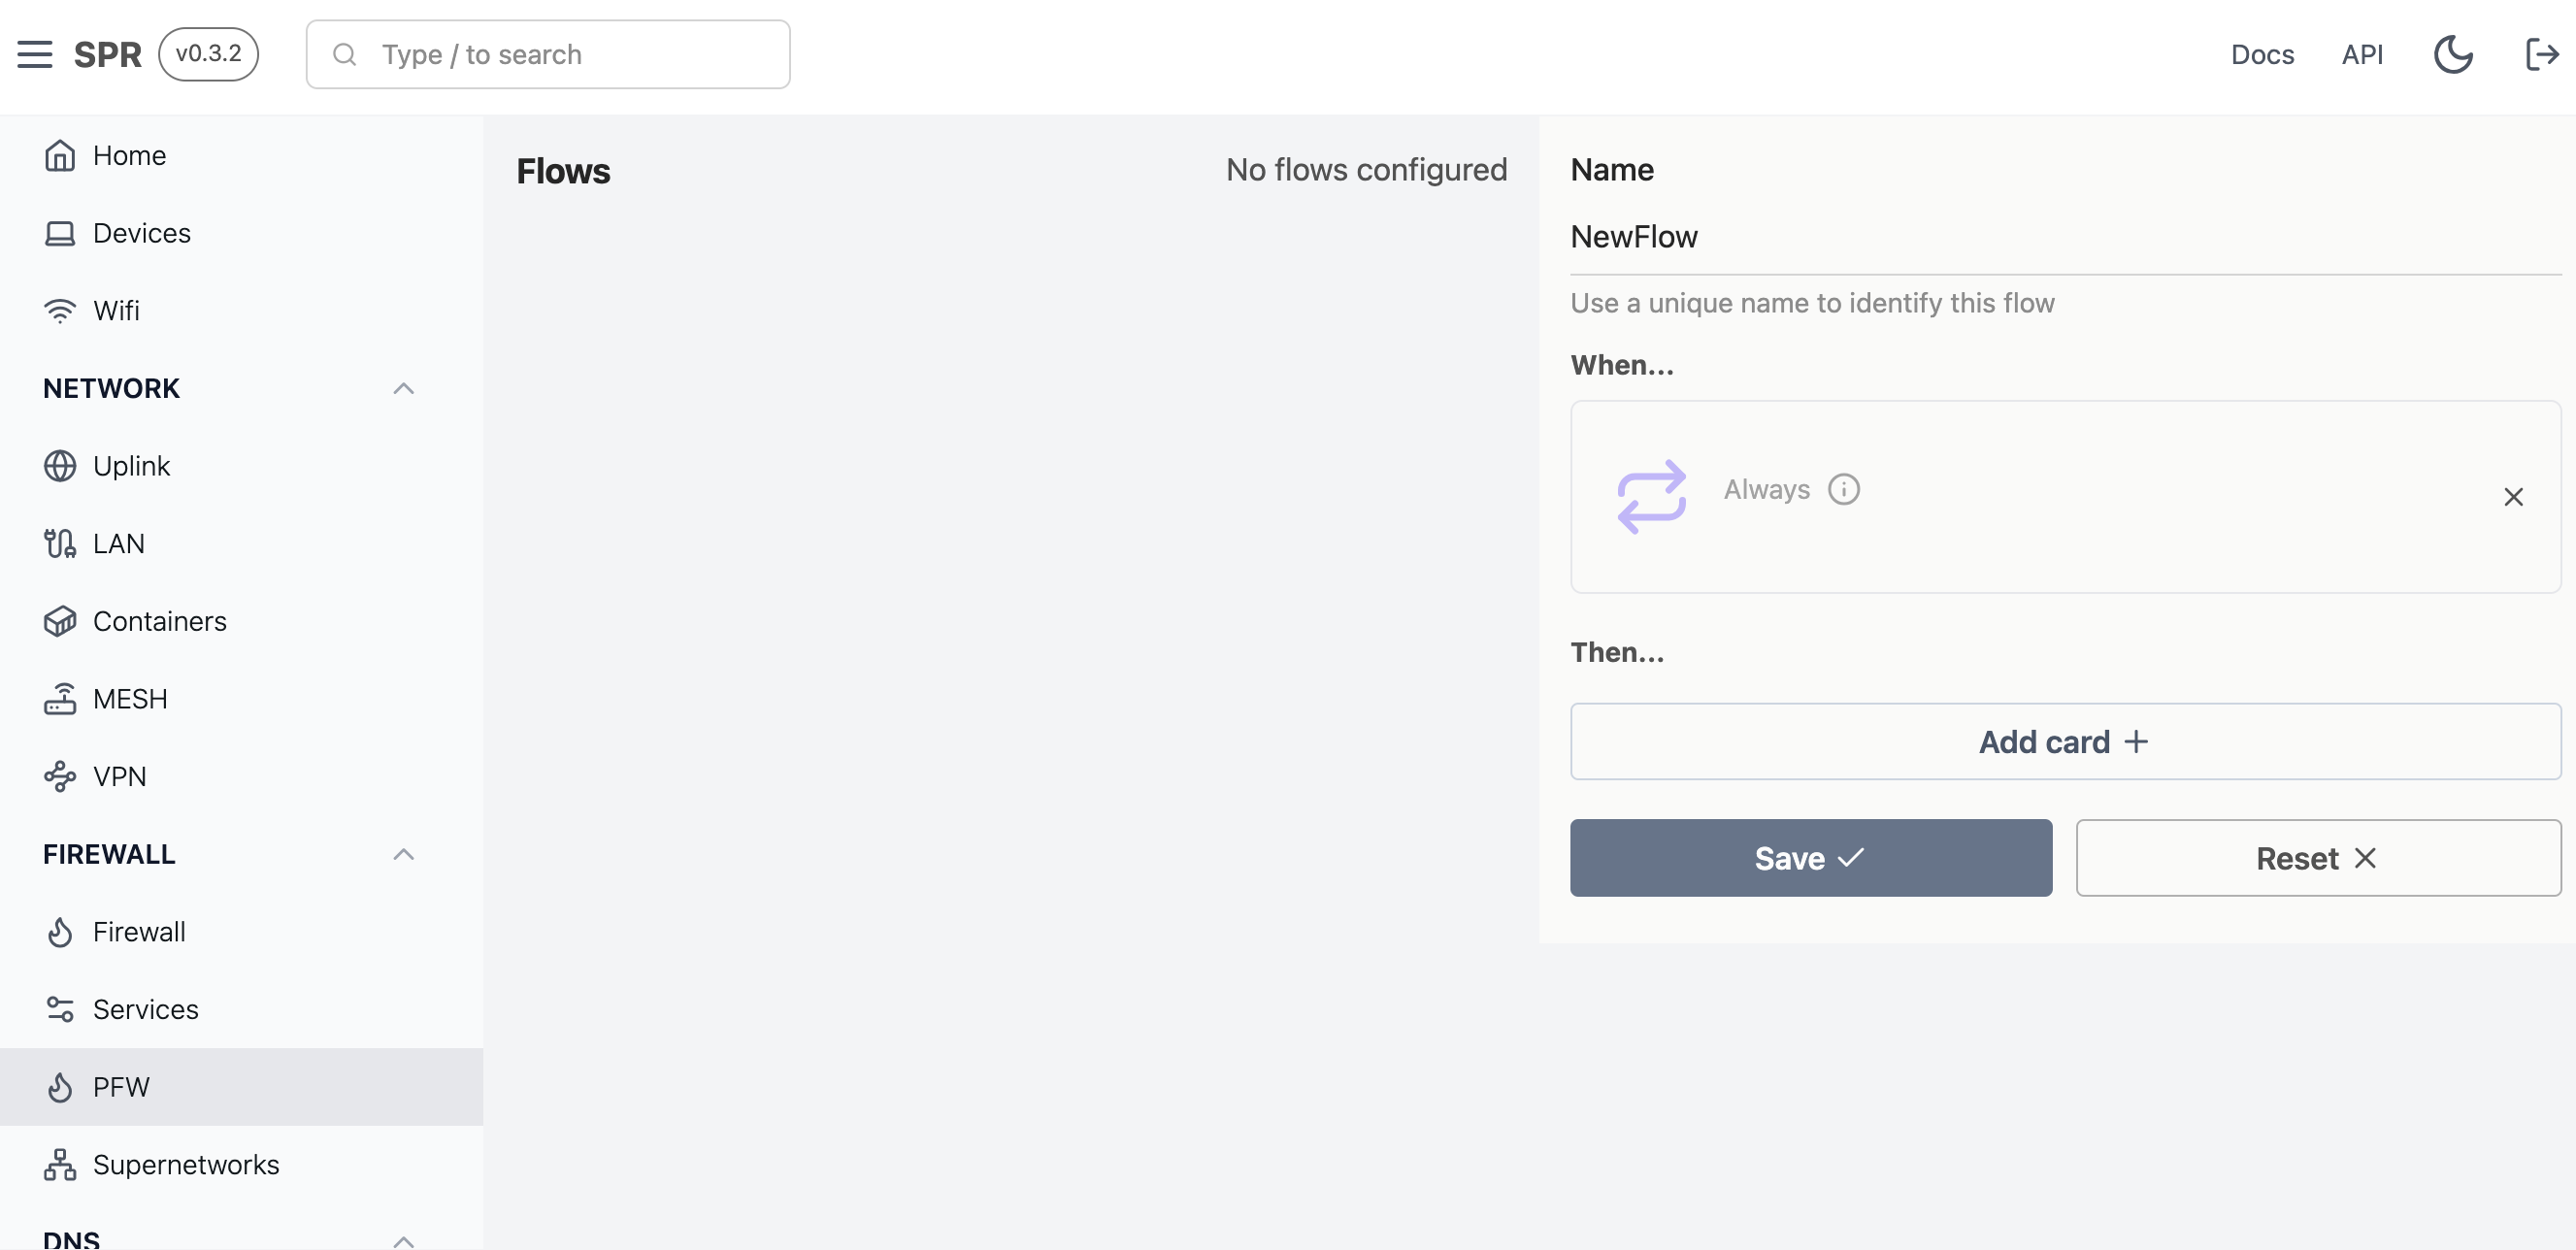 SPR v0.3.2 Type / to search Docs API
Home
Devices
Wifi
NETWORK
Uplink
LAN
Containers
MESH
VPN
FIREWALL
Firewall
Services
PFW
Supernetworks
DNS
Flows No flows configured
Name
NewFlow
Use a unique name to identify this flow
When...
Always
Then...
Add card
Save Reset